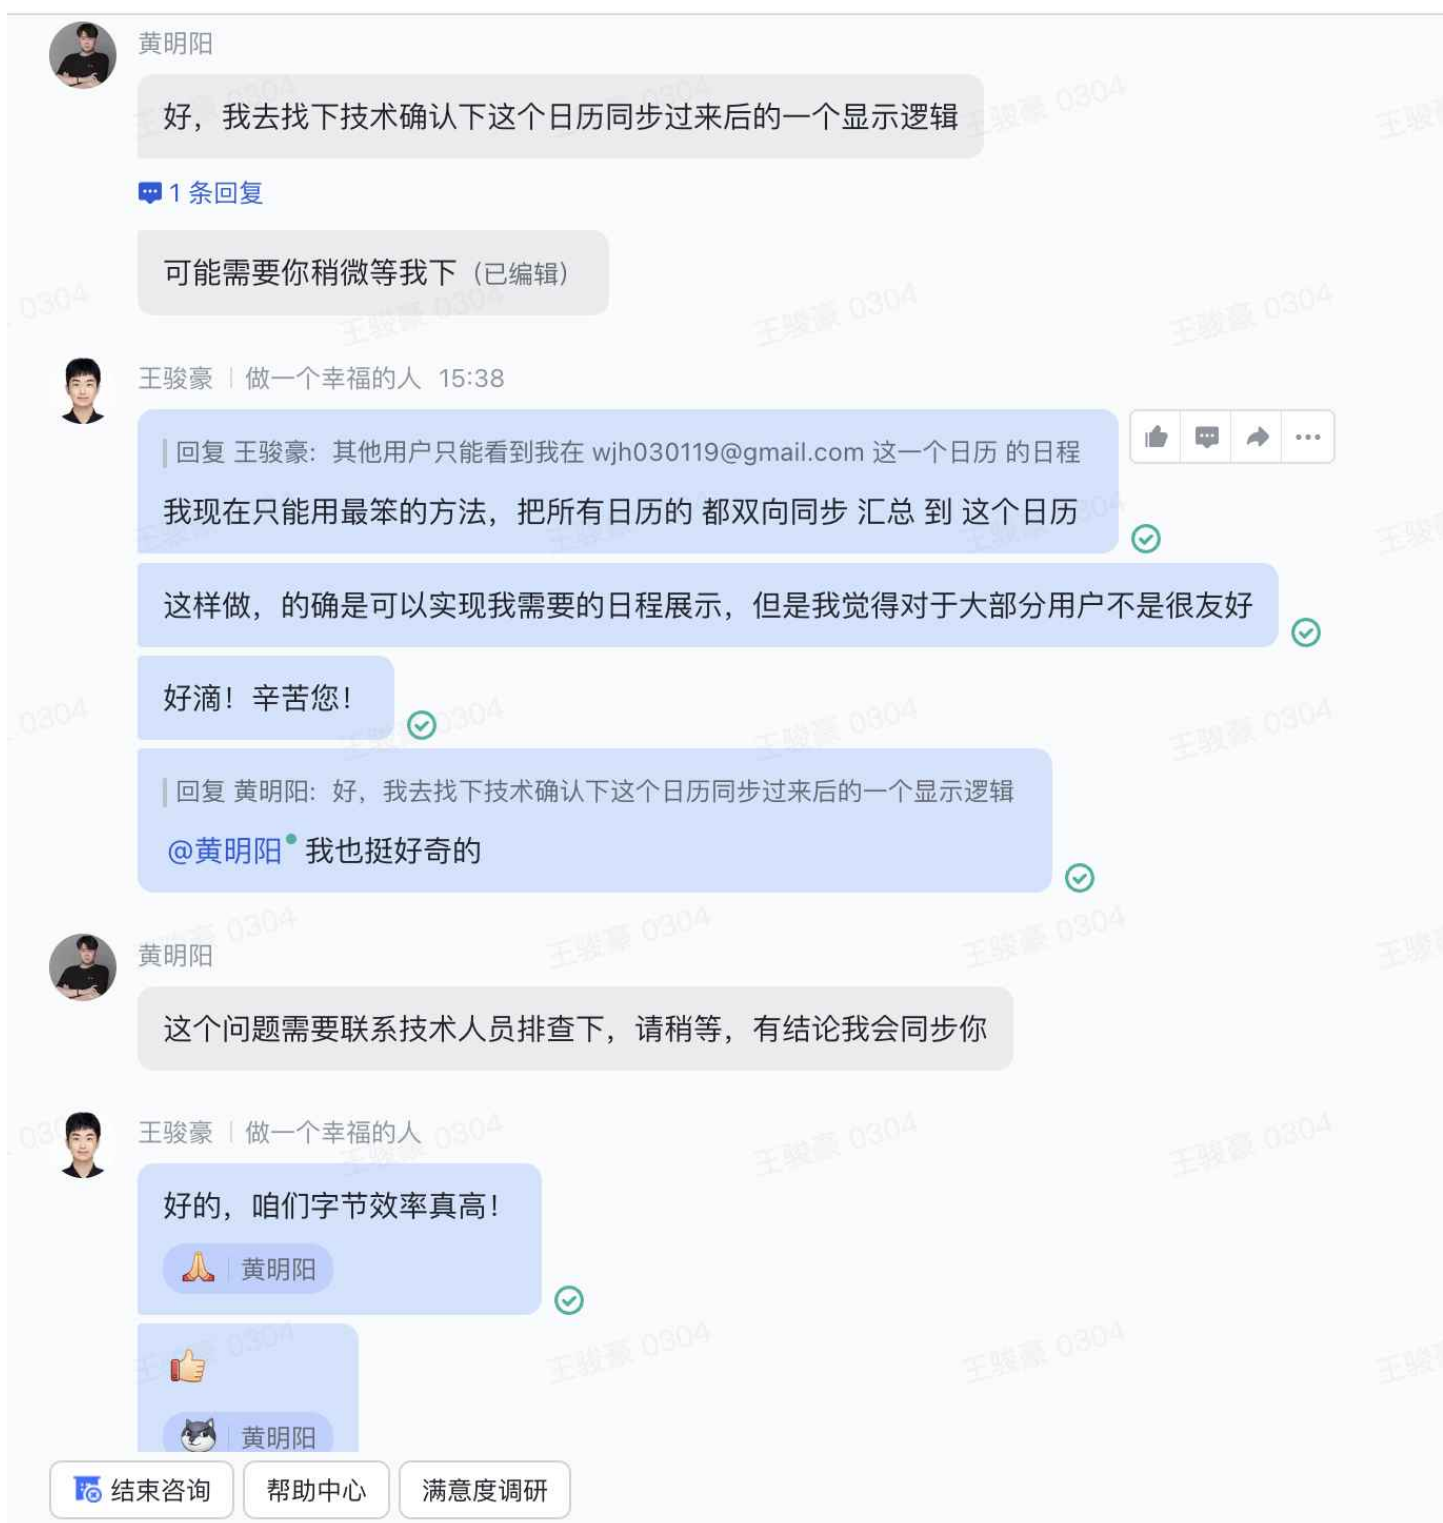 黄明阳
好，我去找下技术确认下这个日历同步过来后的一个显示逻辑
1 条回复
可能需要你稍微等我下（已编辑）
王骏豪 | 做一个幸福的人 15:38
回复 王骏豪：其他用户只能看到我在 wjh030119@gmail.com 这一个日历 的日程
我现在只能用最笨的方法，把所有日历的 都双向同步 汇总 到 这个日历
这样做，的确是可以实现我需要的日程展示，但是我觉得对于大部分用户不是很友好
好滴！辛苦您！
回复 黄明阳：好，我去找下技术确认下这个日历同步过来后的一个显示逻辑
@黄明阳 我也挺好奇的
黄明阳
这个问题需要联系技术人员排查下，请稍等，有结论我会同步你
王骏豪 | 做一个幸福的人
好的，咱们字节效率真高！
🙏 | 黄明阳
👍
黄明阳
结束咨询 帮助中心 满意度调研
王骏豪 0304